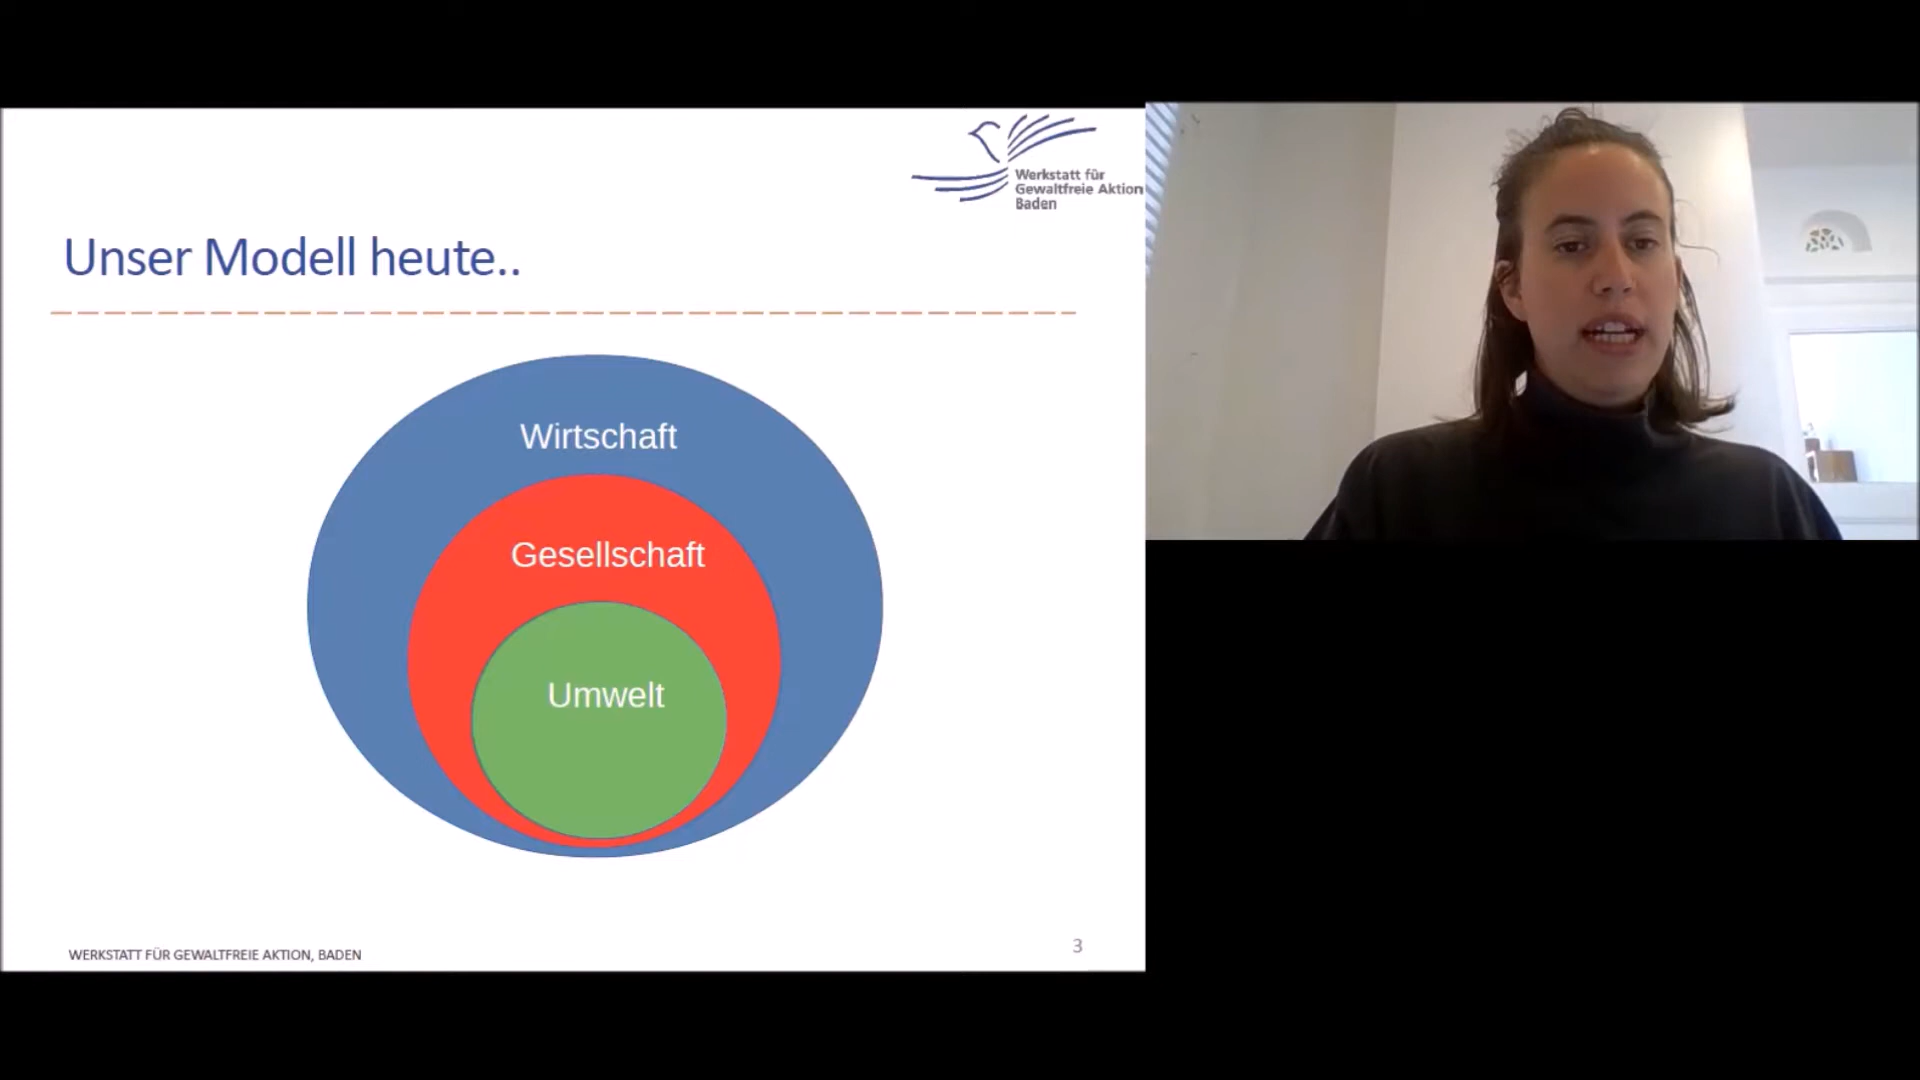 Werkstatt für
Gewaltfreie Aktion
Baden
Unser Modell heute..
Wirtschaft
Gesellschaft
Umwelt
WERKSTATT FÜR GEWALTFREIE AKTION, BADEN
3